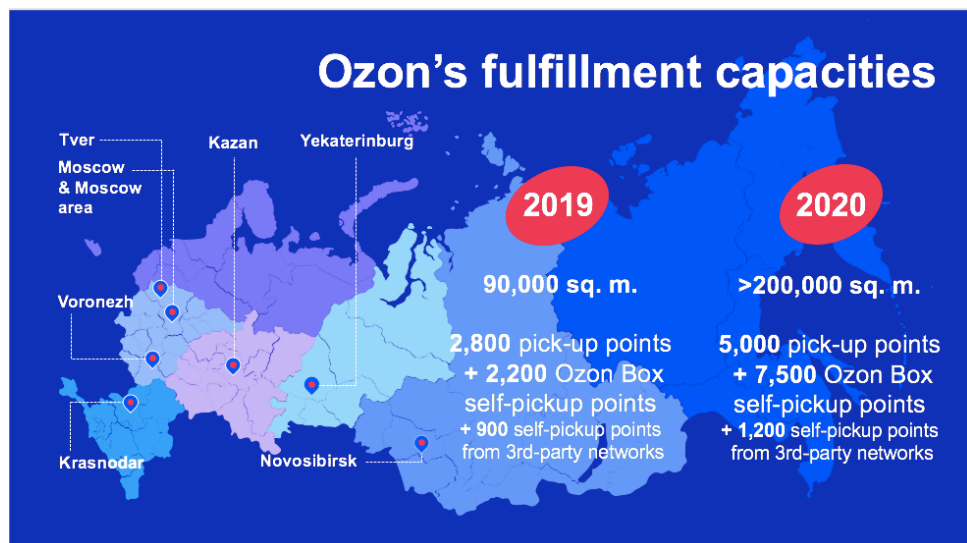 Ozon's fulfillment capacities
Tver
Moscow
& Moscow
area
Kazan
Yekaterinburg
Voronezh
Krasnodar
Novosibirsk
2019
90,000 sq. m.
2,800 pick-up points
+ 2,200 Ozon Box
self-pickup points
+ 900 self-pickup points
from 3rd-party networks
2020
>200,000 sq. m.
5,000 pick-up points
+ 7,500 Ozon Box
self-pickup points
+ 1,200 self-pickup points
from 3rd-party networks